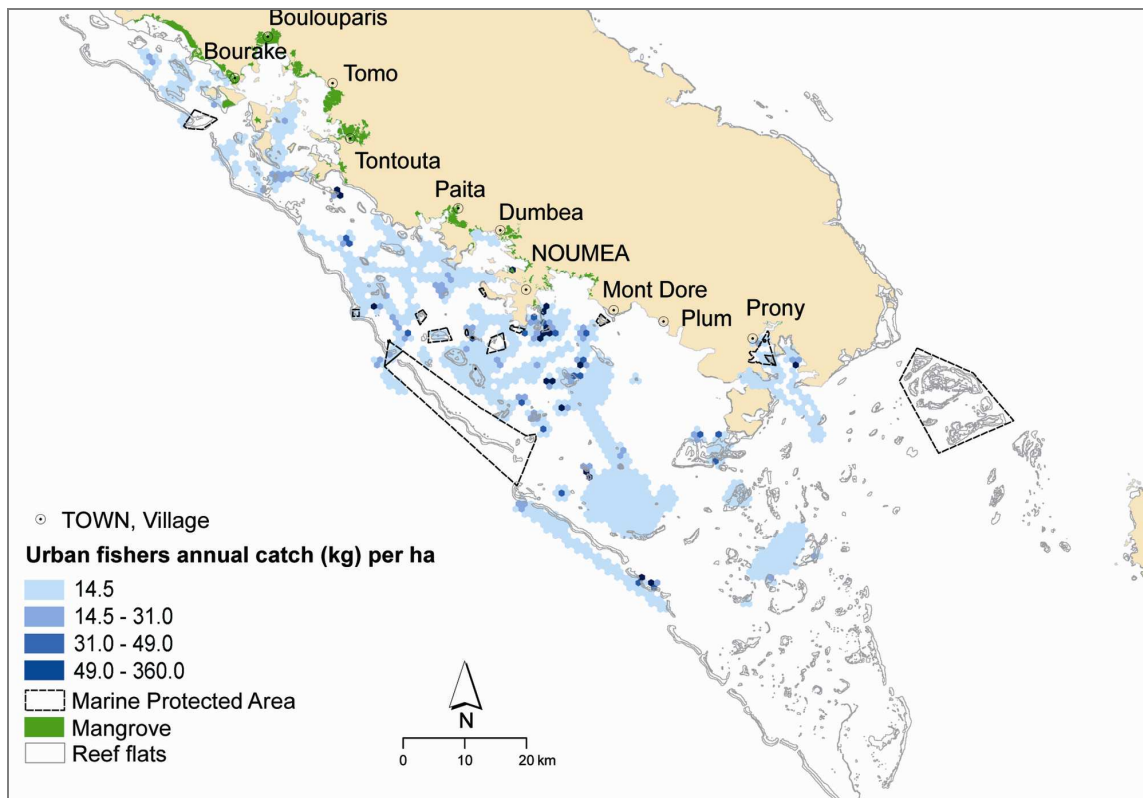 Boulouparis
Bourake
Tomo
Tontouta
Paita
Dumbea
NOUMEA
Mont Dore
Plum
Prony
TOWN, Village
Urban fishers annual catch (kg) per ha
14.5
14.5 - 31.0
31.0 - 49.0
49.0 - 360.0
Marine Protected Area
Mangrove
Reef flats
N
0 10 20 km